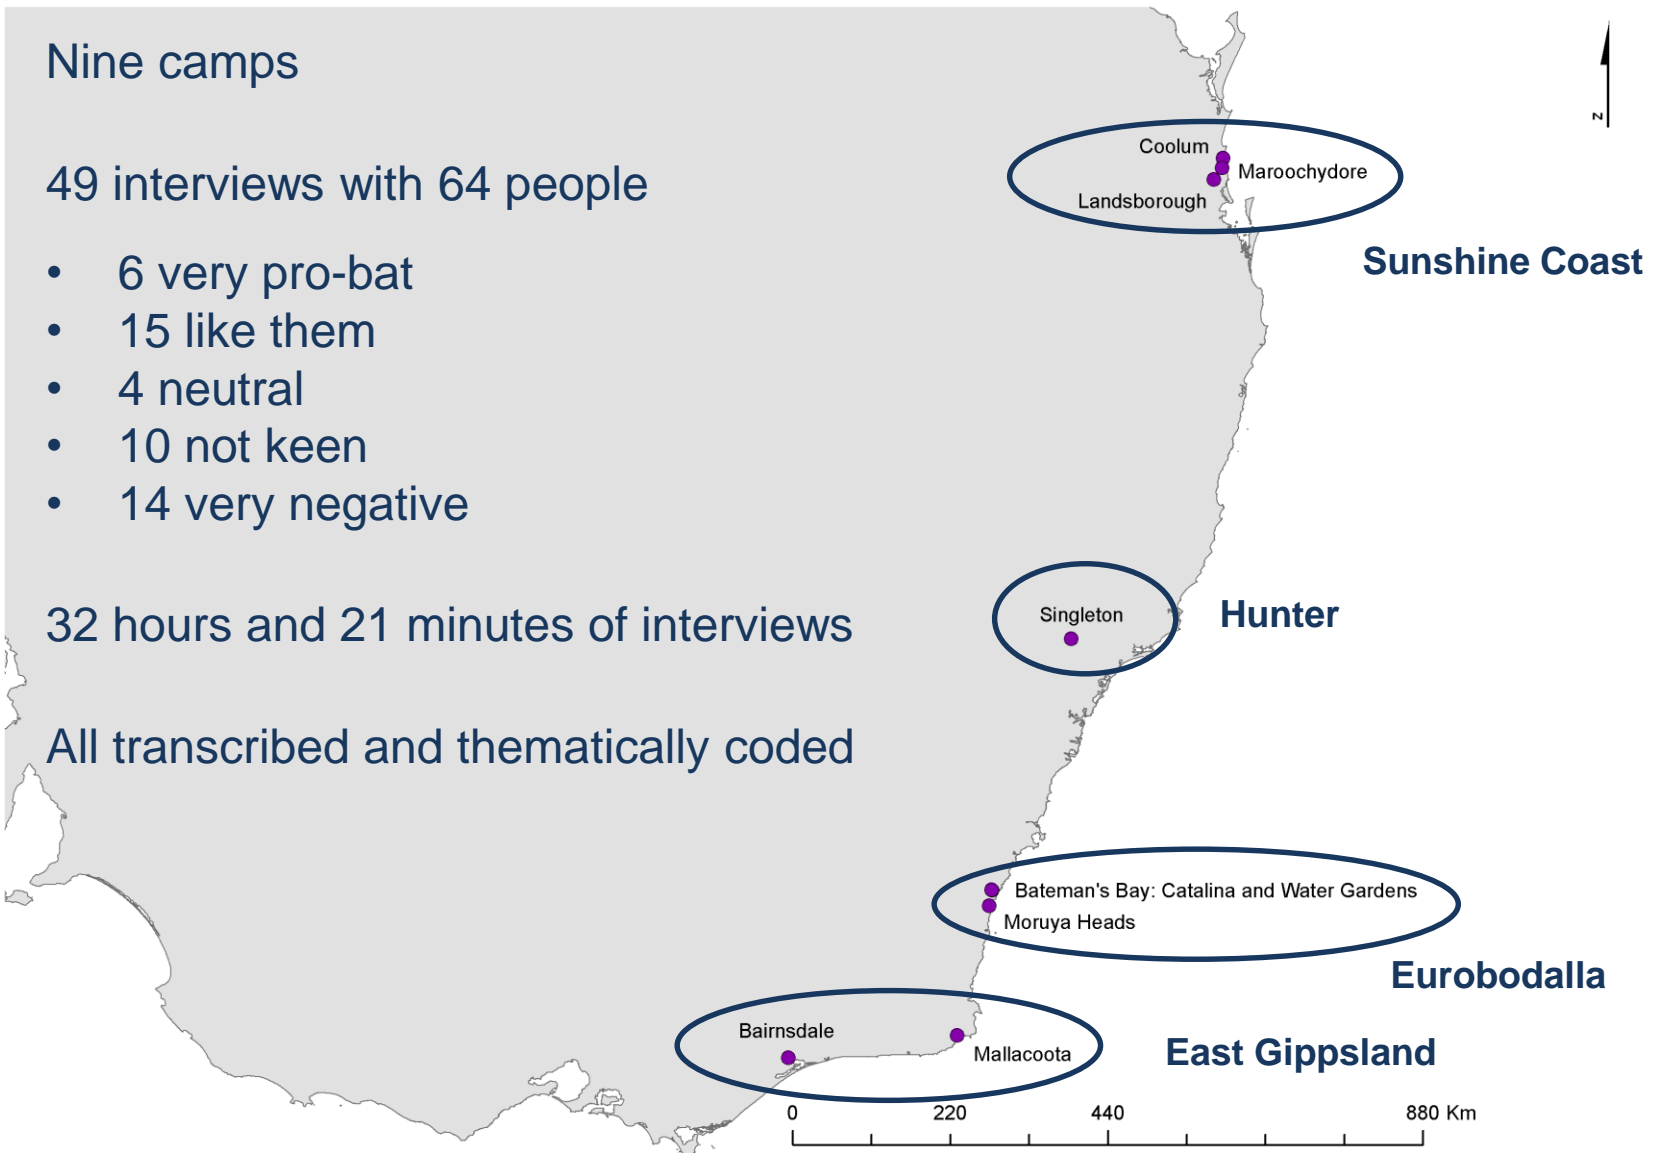 Nine camps
49 interviews with 64 people
• 6 very pro-bat
• 15 like them
• 4 neutral
• 10 not keen
• 14 very negative
32 hours and 21 minutes of interviews
All transcribed and thematically coded
N
Coolum
Maroochydore
Landsborough
Sunshine Coast
Singleton
Hunter
Bateman's Bay: Catalina and Water Gardens
Moruya Heads
Eurobodalla
Bairnsdale
Mallacoota
East Gippsland
0 220 440 880 Km